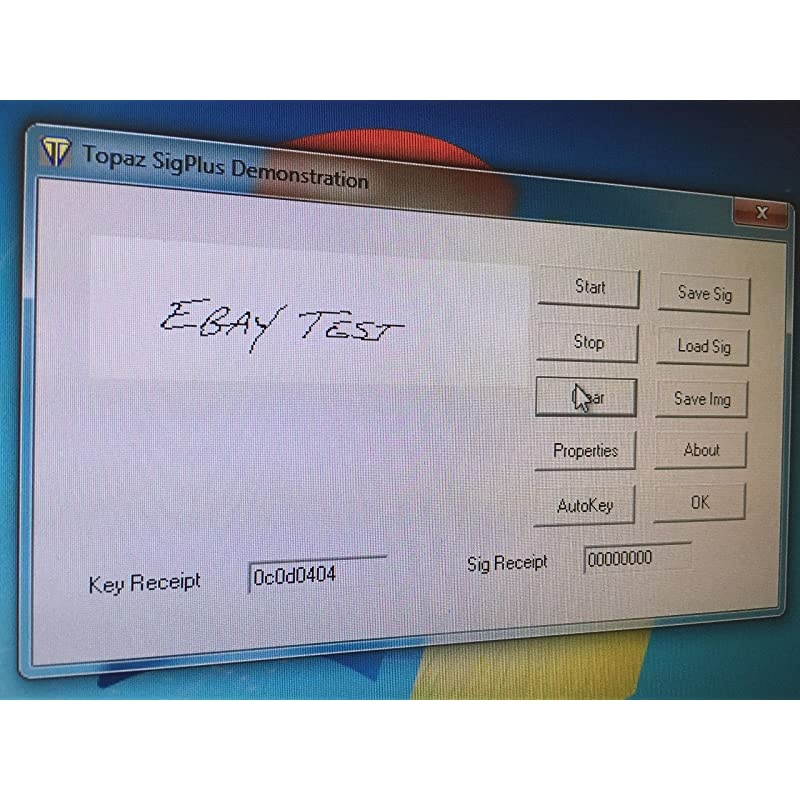 Topaz SigPlus Demonstration
X
EBAY TEST
Start
Save Sig
Stop
Load Sig
Save Img
Properties
About
AutoKey
OK
Key Receipt 0c0d0404
Sig Receipt 00000000